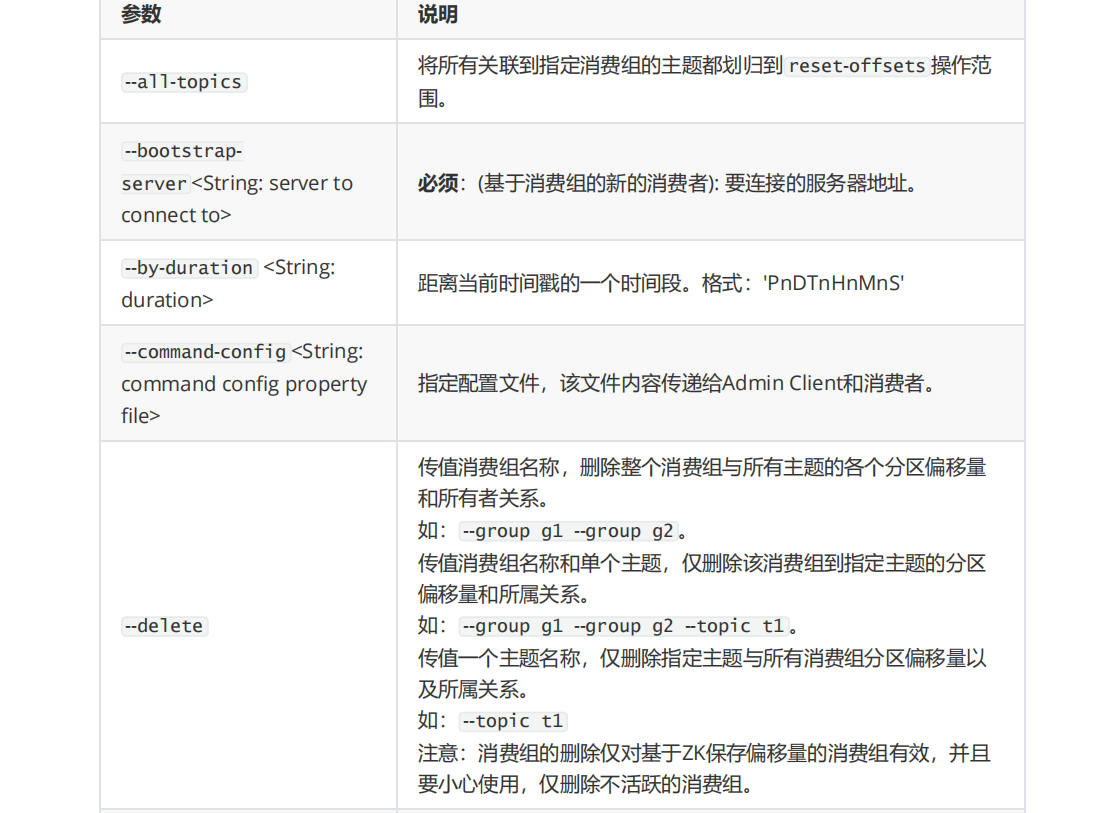 参数
说明
--all-topics
将所有关联到指定消费组的主题都划归到reset-offsets操作范
围。
--bootstrap-
server<String: server to
connect to>
必须：(基于消费组的新的消费者): 要连接的服务器地址。
--by-duration <String:
duration>
距离当前时间戳的一个时间段。格式：'PnDTnHnMnS'
--command-config<String:
command config property
file>
指定配置文件，该文件内容传递给Admin Client和消费者。
--delete
传值消费组名称，删除整个消费组与所有主题的各个分区偏移量
和所有者关系。
如：--group g1 --group g2。
传值消费组名称和单个主题，仅删除该消费组到指定主题的分区
偏移量和所属关系。
如：--group g1 --group g2 --topic t1。
传值一个主题名称，仅删除指定主题与所有消费组分区偏移量以
及所属关系。
如：--topic t1
注意：消费组的删除仅对基于ZK保存偏移量的消费组有效，并且
要小心使用，仅删除不活跃的消费组。